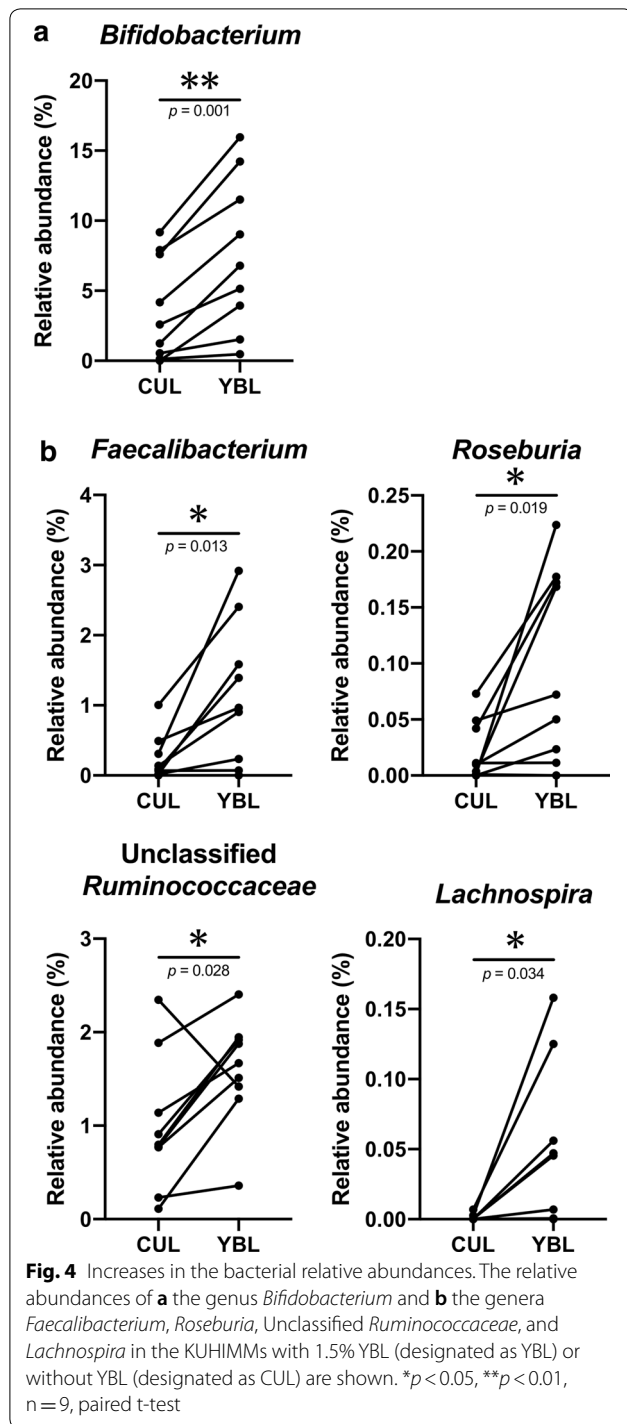 a
Bifidobacterium
**
p = 0.001
Relative abundance (%)
20
15
10
5
0
CUL YBL
b
Faecalibacterium
*
p = 0.013
Relative abundance (%)
4
3
2
1
0
CUL YBL
Roseburia
*
p = 0.019
Relative abundance (%)
0.25
0.20
0.15
0.10
0.05
0.00
CUL YBL
Unclassified
Ruminococcaceae
*
p = 0.028
Relative abundance (%)
3
2
1
0
CUL YBL
Lachnospira
*
p = 0.034
Relative abundance (%)
0.20
0.15
0.10
0.05
0.00
CUL YBL
Fig. 4 Increases in the bacterial relative abundances. The relative
abundances of a the genus Bifidobacterium and b the genera
Faecalibacterium, Roseburia, Unclassified Ruminococcaceae, and
Lachnospira in the KUHIMMs with 1.5% YBL (designated as YBL) or
without YBL (designated as CUL) are shown. *p < 0.05, **p < 0.01,
n = 9, paired t-test